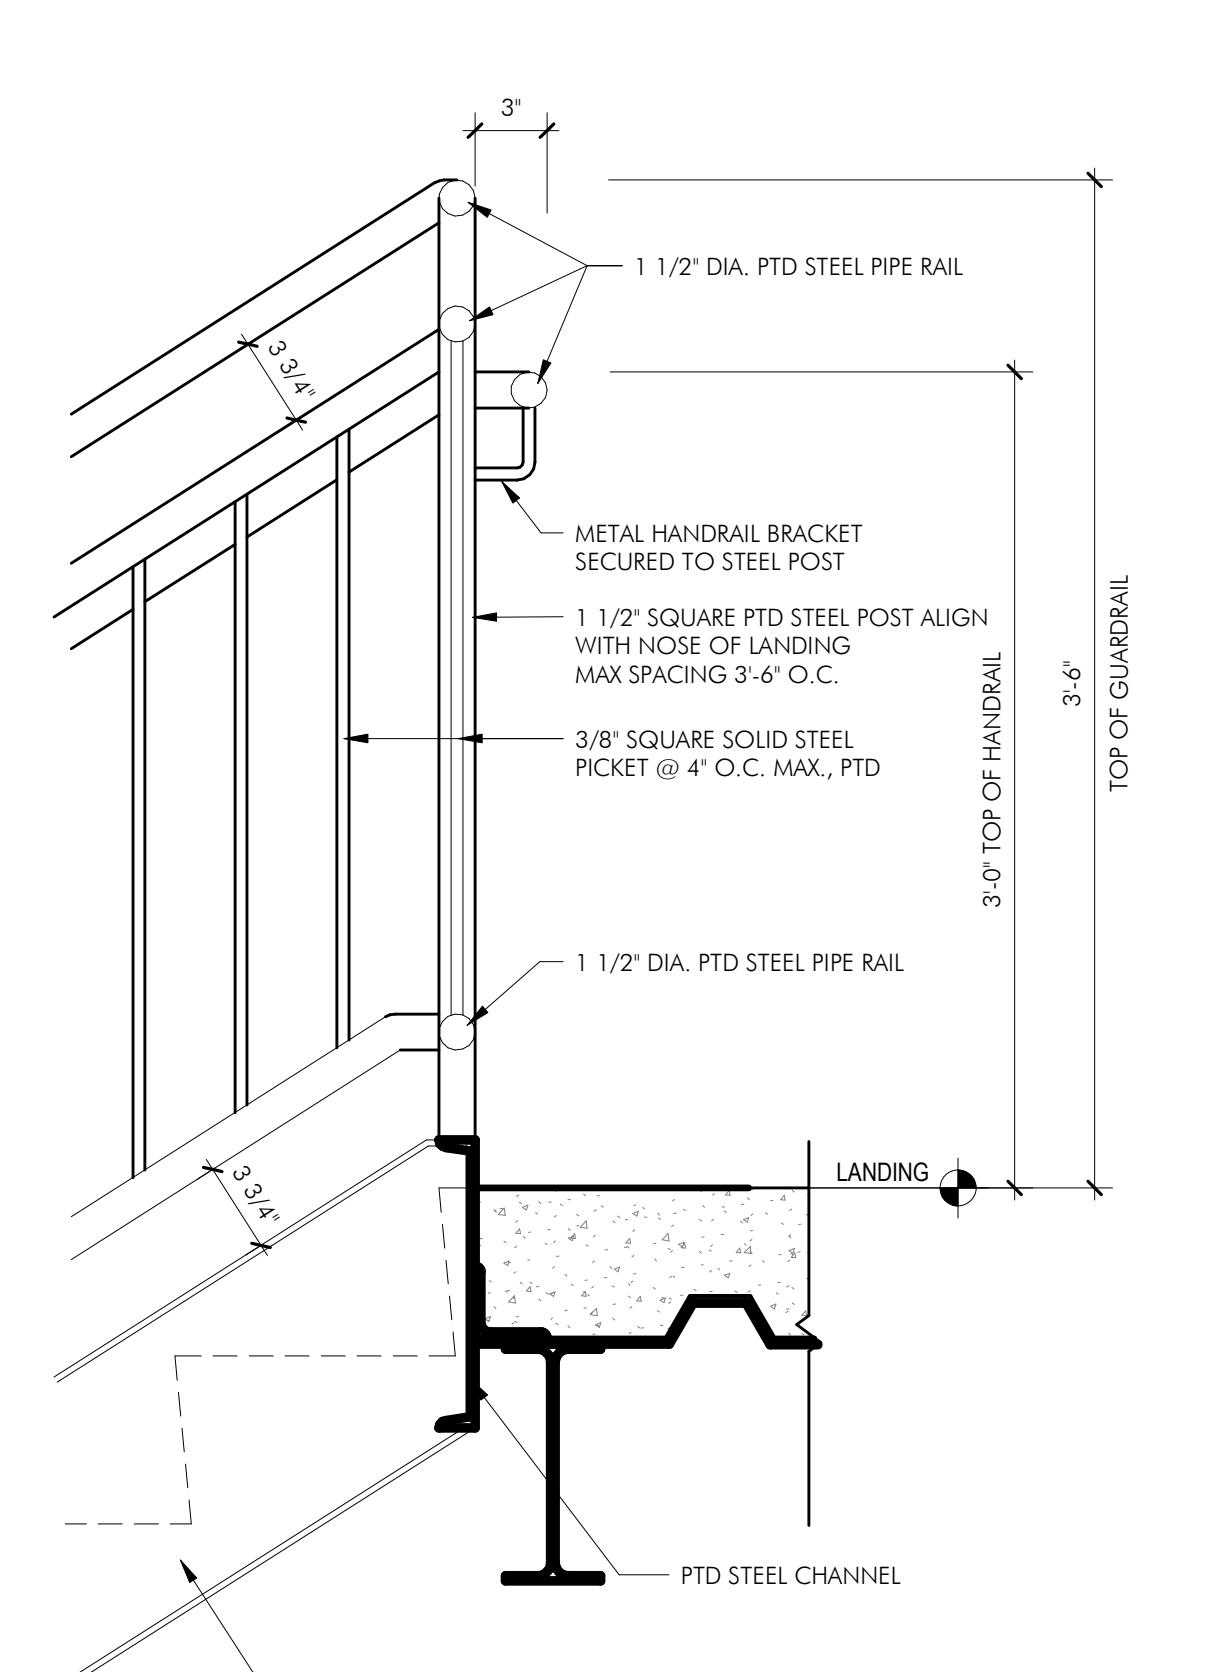 3"
1 1/2" DIA. PTD STEEL PIPE RAIL
3 3/4"
METAL HANDRAIL BRACKET
SECURED TO STEEL POST
1 1/2" SQUARE PTD STEEL POST ALIGN
WITH NOSE OF LANDING
MAX SPACING 3'-6" O.C.
3/8" SQUARE SOLID STEEL
PICKET @ 4" O.C. MAX., PTD
3'-0" TOP OF HANDRAIL
3'-6"
TOP OF GUARDRAIL
1 1/2" DIA. PTD STEEL PIPE RAIL
3 3/4"
LANDING
PTD STEEL CHANNEL